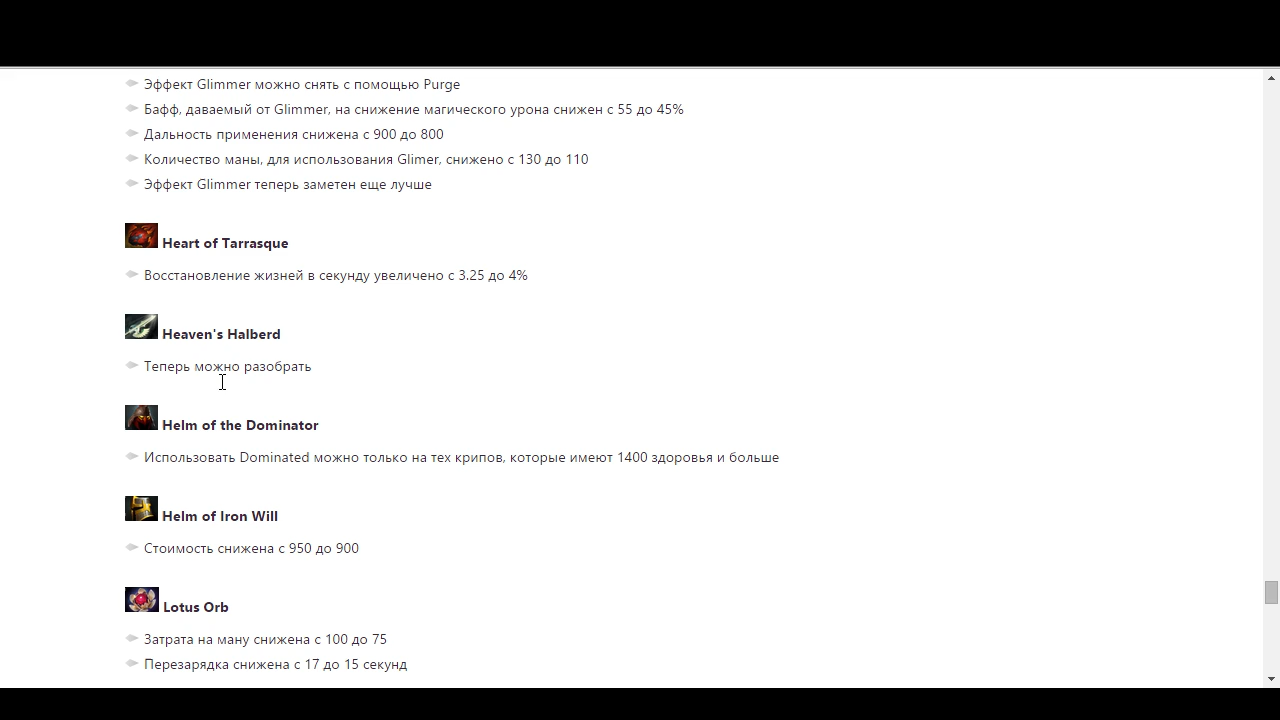 Эффект Glimmer можно снять с помощью Purge
Бафф, даваемый от Glimmer, на снижение магического урона снижен с 55 до 45%
Дальность применения снижена с 900 до 800
Количество маны, для использования Glimer, снижено с 130 до 110
Эффект Glimmer теперь заметен еще лучше
Heart of Tarrasque
Восстановление жизней в секунду увеличено с 3.25 до 4%
Heaven's Halberd
Теперь можно разобрать
Helm of the Dominator
Использовать Dominated можно только на тех крипов, которые имеют 1400 здоровья и больше
Helm of Iron Will
Стоимость снижена с 950 до 900
Lotus Orb
Затрата на ману снижена с 100 до 75
Перезарядка снижена с 17 до 15 секунд